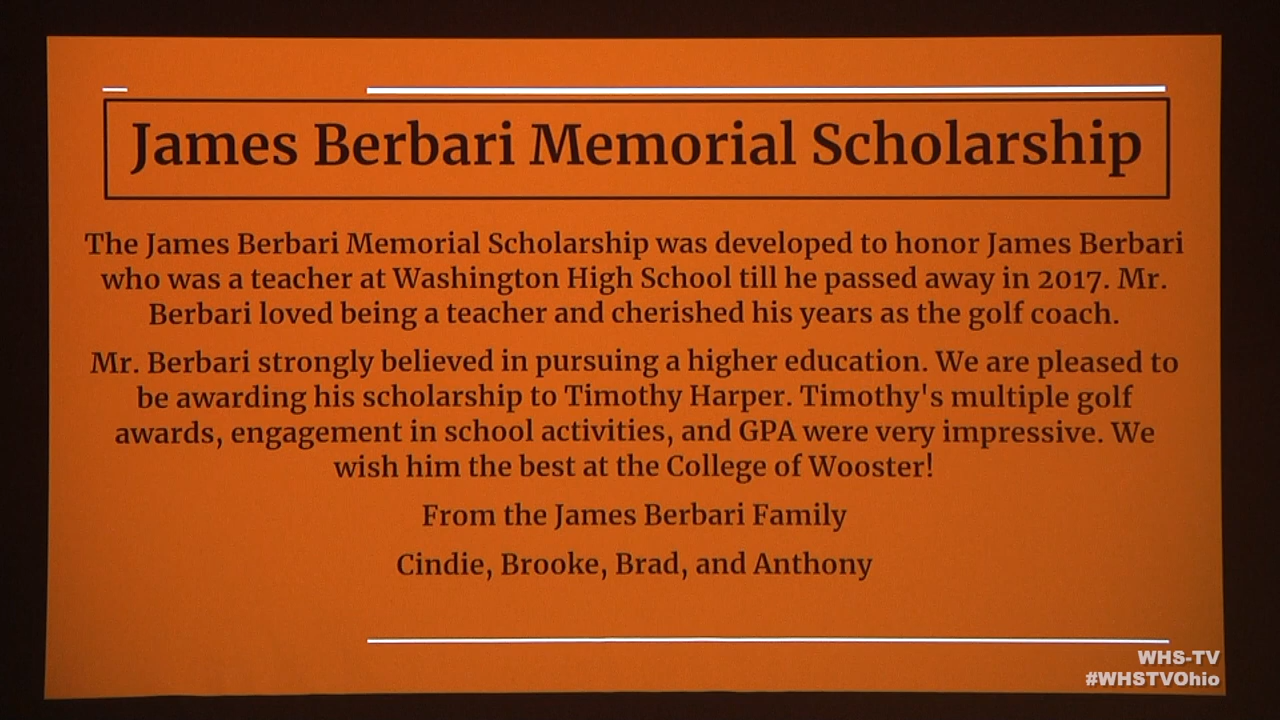 James Berbari Memorial Scholarship
The James Berbari Memorial Scholarship was developed to honor James Berbari
who was a teacher at Washington High School till he passed away in 2017. Mr.
Berbari loved being a teacher and cherished his years as the golf coach.
Mr. Berbari strongly believed in pursuing a higher education. We are pleased to
be awarding his scholarship to Timothy Harper. Timothy's multiple golf
awards, engagement in school activities, and GPA were very impressive. We
wish him the best at the College of Wooster!
From the James Berbari Family
Cindie, Brooke, Brad, and Anthony
WHS-TV
#WHSTVOhio